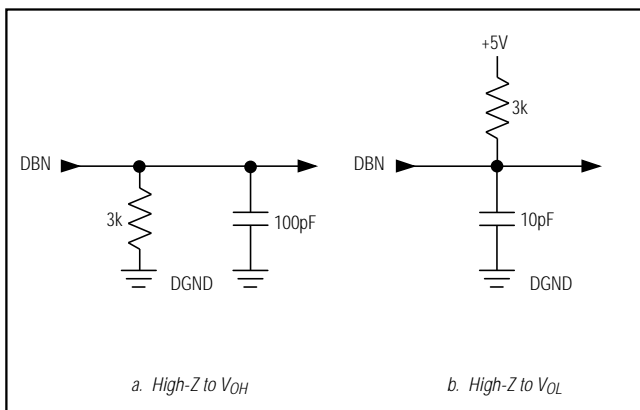 +5V
3k
DBN
DBN
3k
100pF
10pF
DGND
DGND
a. High-Z to VOH
b. High-Z to VOL